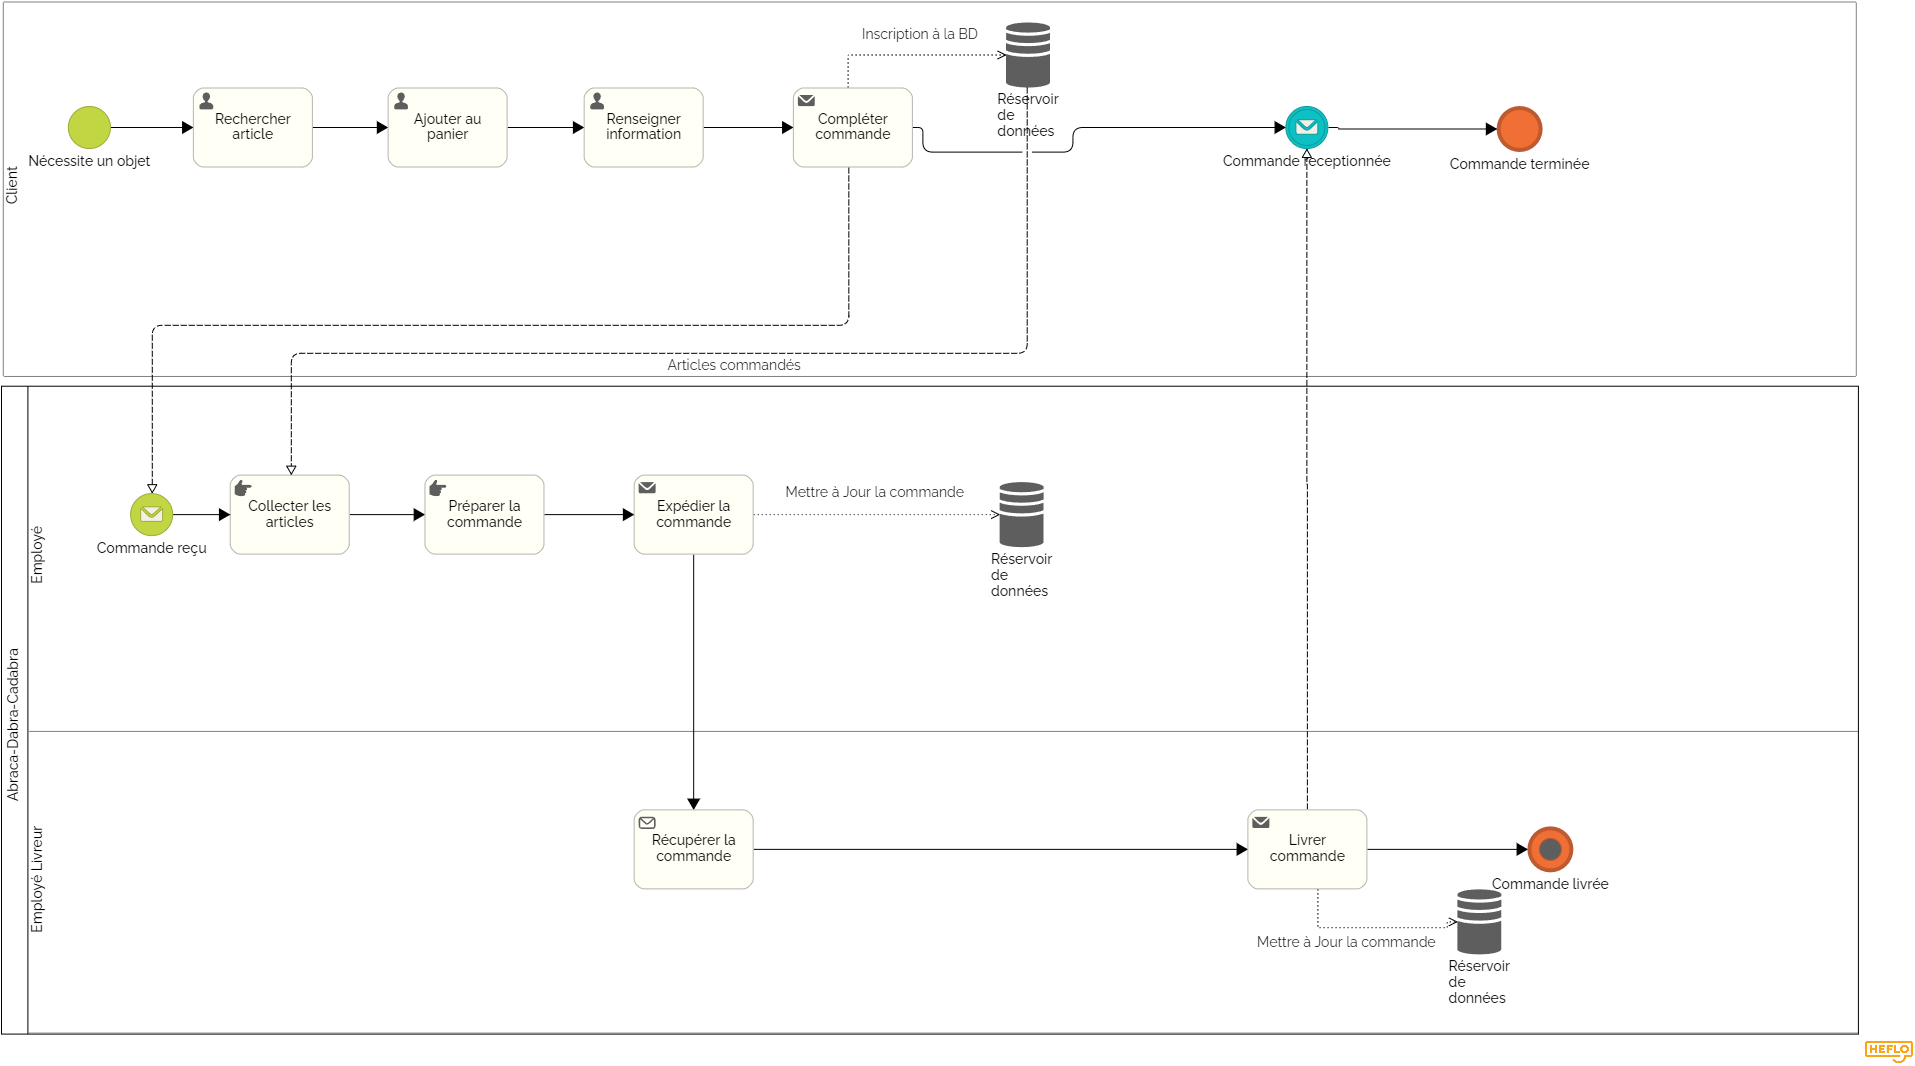 Client
Inscription à la BD
Réservoir
de
données
Nécessite un objet
Rechercher
article
Ajouter au
panier
Renseigner
information
Compléter
commande
Commande receptionnée
Commande terminée
Articles commandés
Abraca-Dabra-Cadabra
Employé
Commande reçu
Collecter les
articles
Préparer la
commande
Expédier la
commande
Mettre à Jour la commande
Réservoir
de
données
Employé Livreur
Récupérer la
commande
Livrer
commande
Commande livrée
Mettre à Jour la commande
Réservoir
de
données
HEFLO